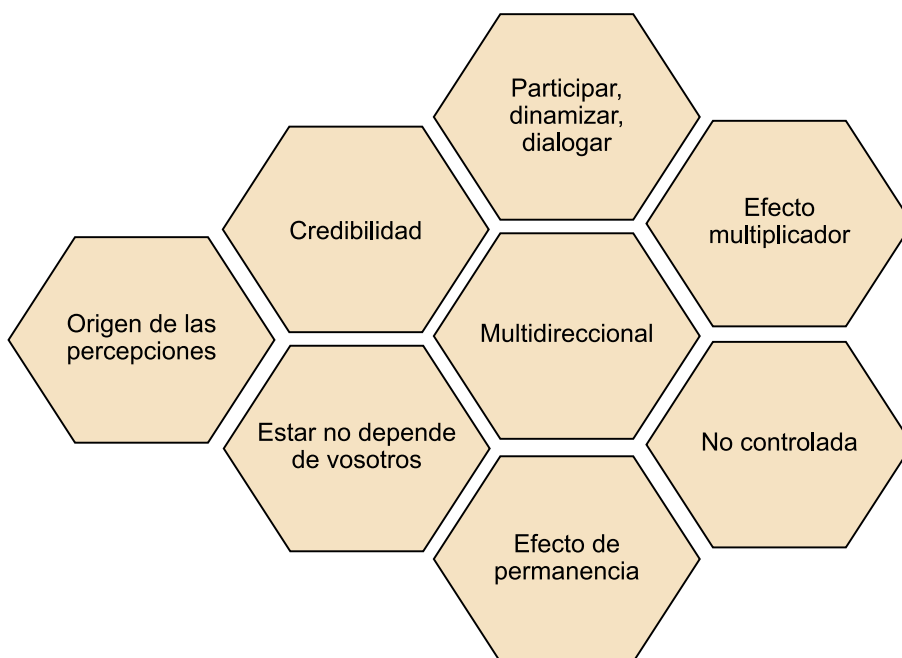 Participar,
dinamizar,
dialogar
Efecto
multiplicador
Credibilidad
Origen de las
percepciones
Multidireccional
Estar no depende
de vosotros
No controlada
Efecto de
permanencia